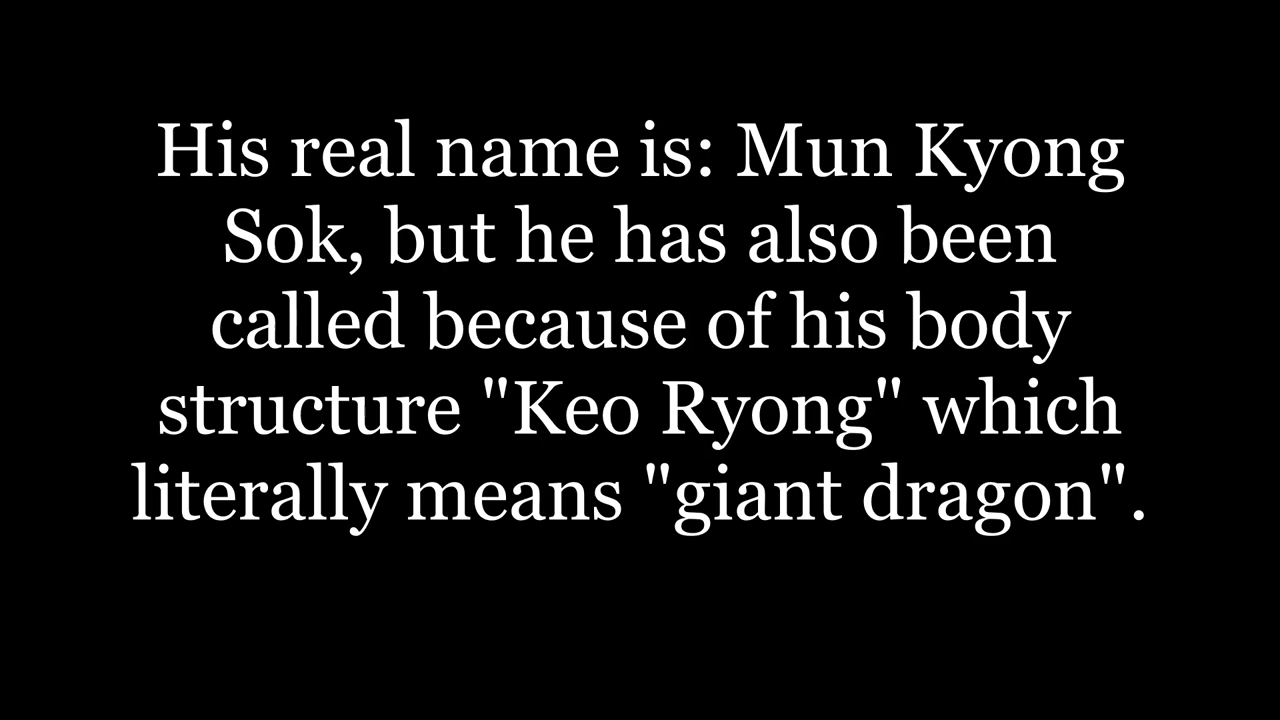 His real name is: Mun Kyong
Sok, but he has also been
called because of his body
structure "Keo Ryong" which
literally means "giant dragon".